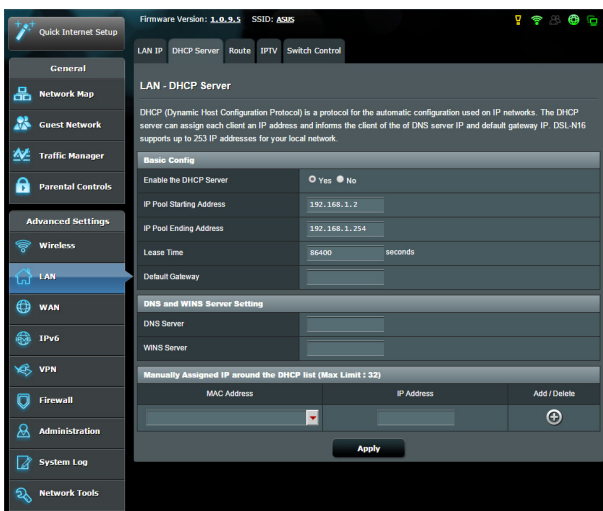 Quick Internet Setup
General
Network Map
Guest Network
Traffic Manager
Parental Controls
Advanced Settings
Wireless
LAN
WAN
IPv6
VPN
Firewall
Administration
System Log
Network Tools
Firmware Version: 1.0.9.5 SSID: ASUS
LAN IP DHCP Server Route IPTV Switch Control
LAN - DHCP Server
DHCP (Dynamic Host Configuration Protocol) is a protocol for the automatic configuration used on IP networks. The DHCP
server can assign each client an IP address and informs the client of the of DNS server IP and default gateway IP. DSL-N16
supports up to 253 IP addresses for your local network.
Basic Config
Enable the DHCP Server Yes No
IP Pool Starting Address 192.168.1.2
IP Pool Ending Address 192.168.1.254
Lease Time 86400 seconds
Default Gateway
DNS and WINS Server Setting
DNS Server
WINS Server
Manually Assigned IP around the DHCP list (Max Limit : 32)
MAC Address IP Address Add / Delete
Apply